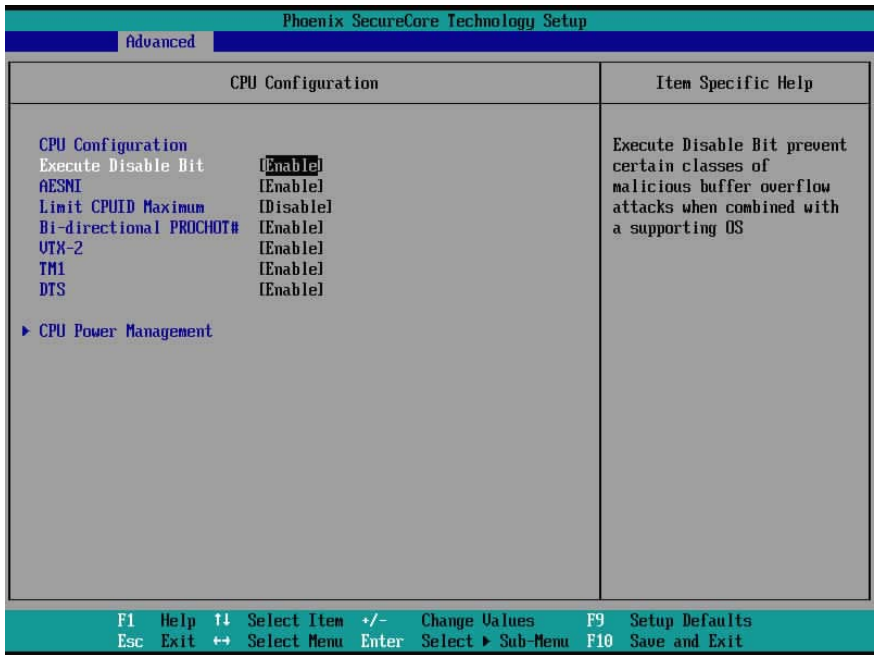 Phoenix SecureCore Technology Setup
Advanced
CPU Configuration
Item Specific Help
CPU Configuration
Execute Disable Bit [Enable]
AESNI [Enable]
Limit CPUID Maximum [Disable]
Bi-directional PROCHOT# [Enable]
VTX-2 [Enable]
TM1 [Enable]
DTS [Enable]
▶ CPU Power Management
Execute Disable Bit prevent
certain classes of
malicious buffer overflow
attacks when combined with
a supporting OS
F1 Help ↑↓ Select Item +/- Change Values F9 Setup Defaults
Esc Exit ↔ Select Menu Enter Select ▶ Sub-Menu F10 Save and Exit